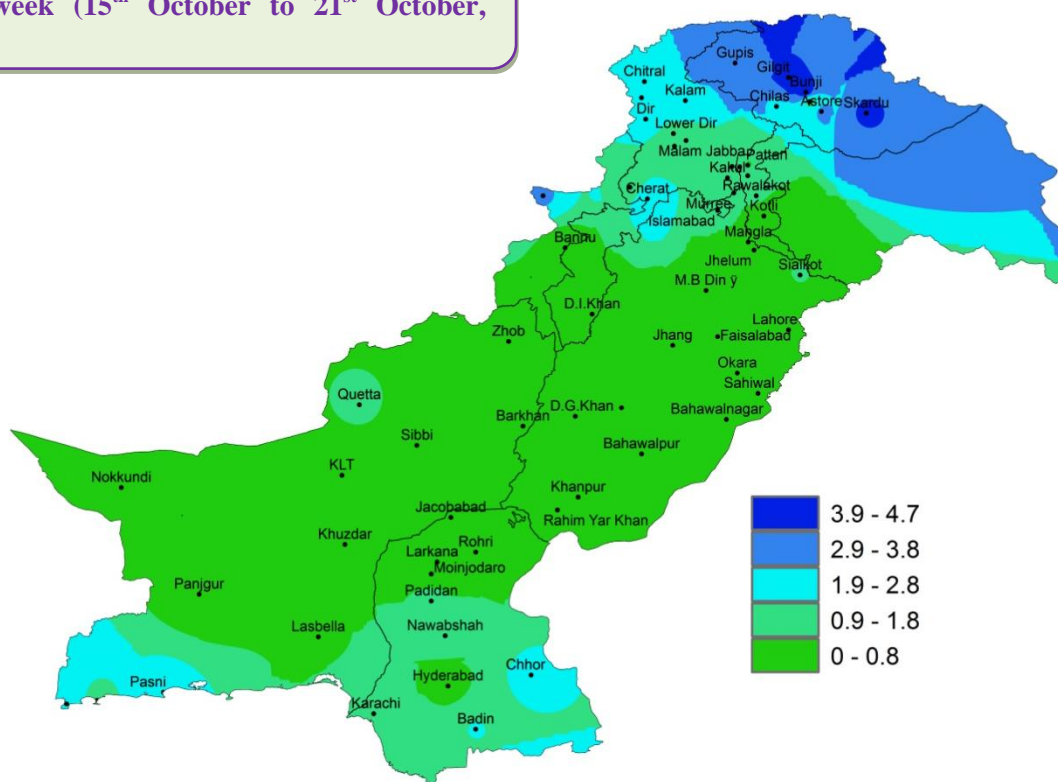 week (15th October to 21st October,
Gupis
Gilgit
Chitral
Bunji
Kalam
Chilas
Astore
Skardu
Dir
Lower Dir
Malam Jabba
Pattan
Kakul
Cherat
Rawalakot
Murree
Kotli
Islamabad
Mangla
Bannu
Jhelum
Sialkot
M.B Din ÿ
D.I.Khan
Zhob
Lahore
Jhang
Faisalabad
Okara
Sahiwal
Quetta
D.G.Khan
Bahawalnagar
Barkhan
Sibbi
Bahawalpur
KLT
Nokkundi
Khanpur
Jacobabad
Rahim Yar Khan
Khuzdar
Rohri
Larkana
Moinjodaro
Panjgur
Padidan
Lasbella
Nawabshah
Chhor
Pasni
Hyderabad
Karachi
Badin
3.9 - 4.7
2.9 - 3.8
1.9 - 2.8
0.9 - 1.8
0 - 0.8